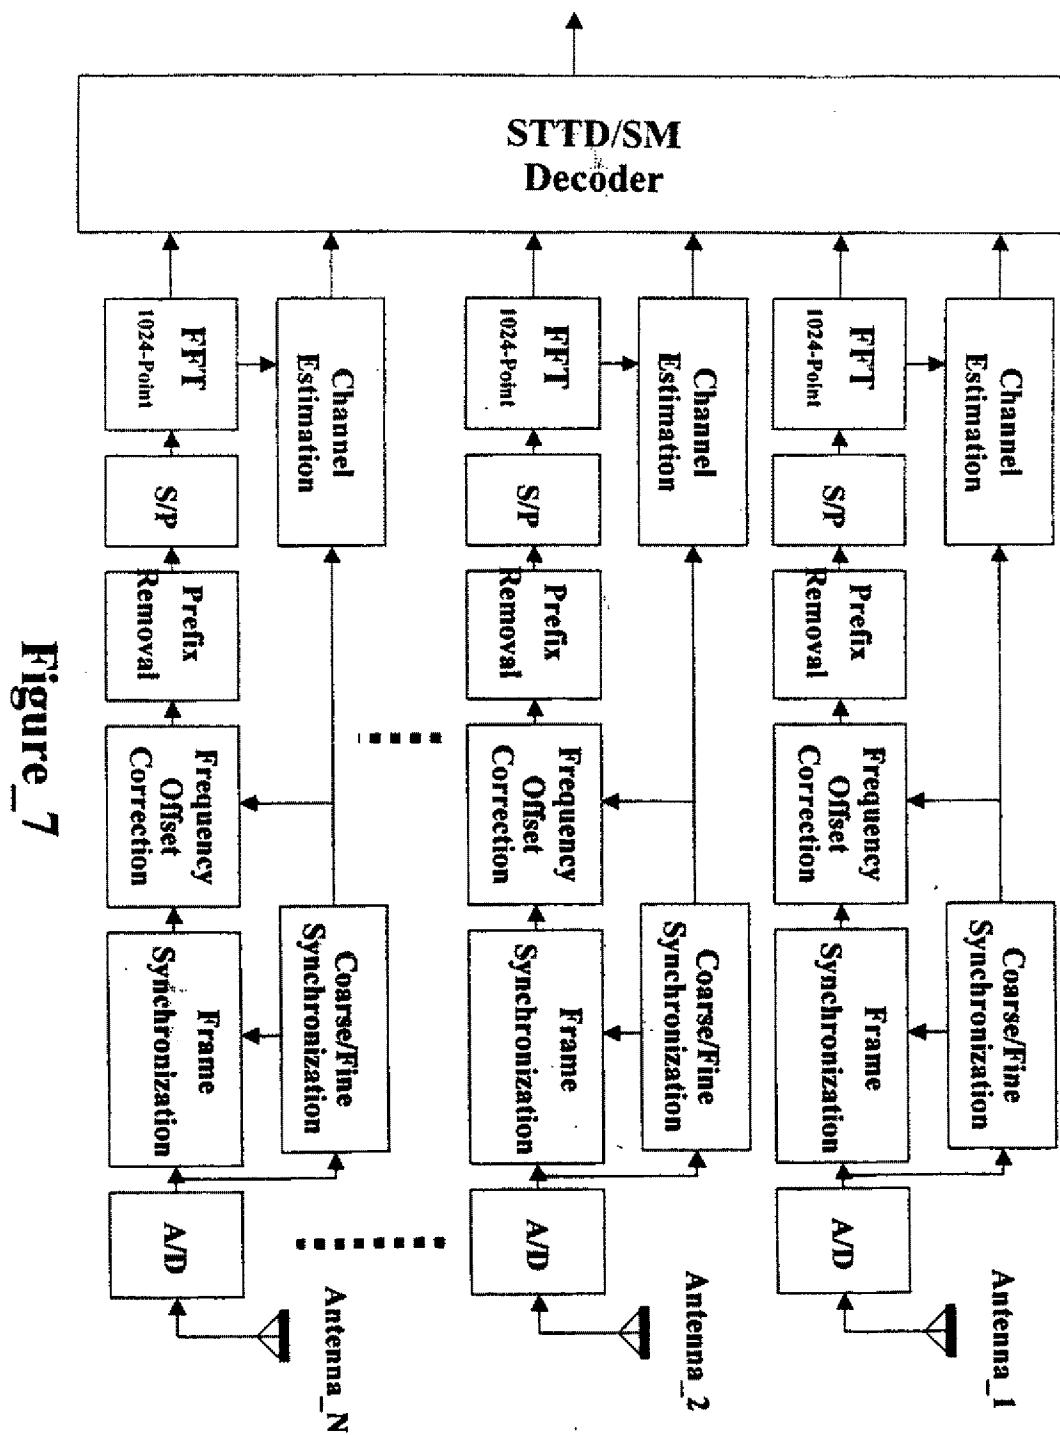 STTD/SM
Decoder
Channel
Estimation
FFT
1024-Point
S/P
Prefix
Removal
Frequency
Offset
Correction
Coarse/Fine
Synchronization
Frame
Synchronization
A/D
Antenna_1
Channel
Estimation
FFT
1024-Point
S/P
Prefix
Removal
Frequency
Offset
Correction
Coarse/Fine
Synchronization
Frame
Synchronization
A/D
Antenna_2
Channel
Estimation
FFT
1024-Point
S/P
Prefix
Removal
Frequency
Offset
Correction
Coarse/Fine
Synchronization
Frame
Synchronization
A/D
Antenna_N
Figure_7